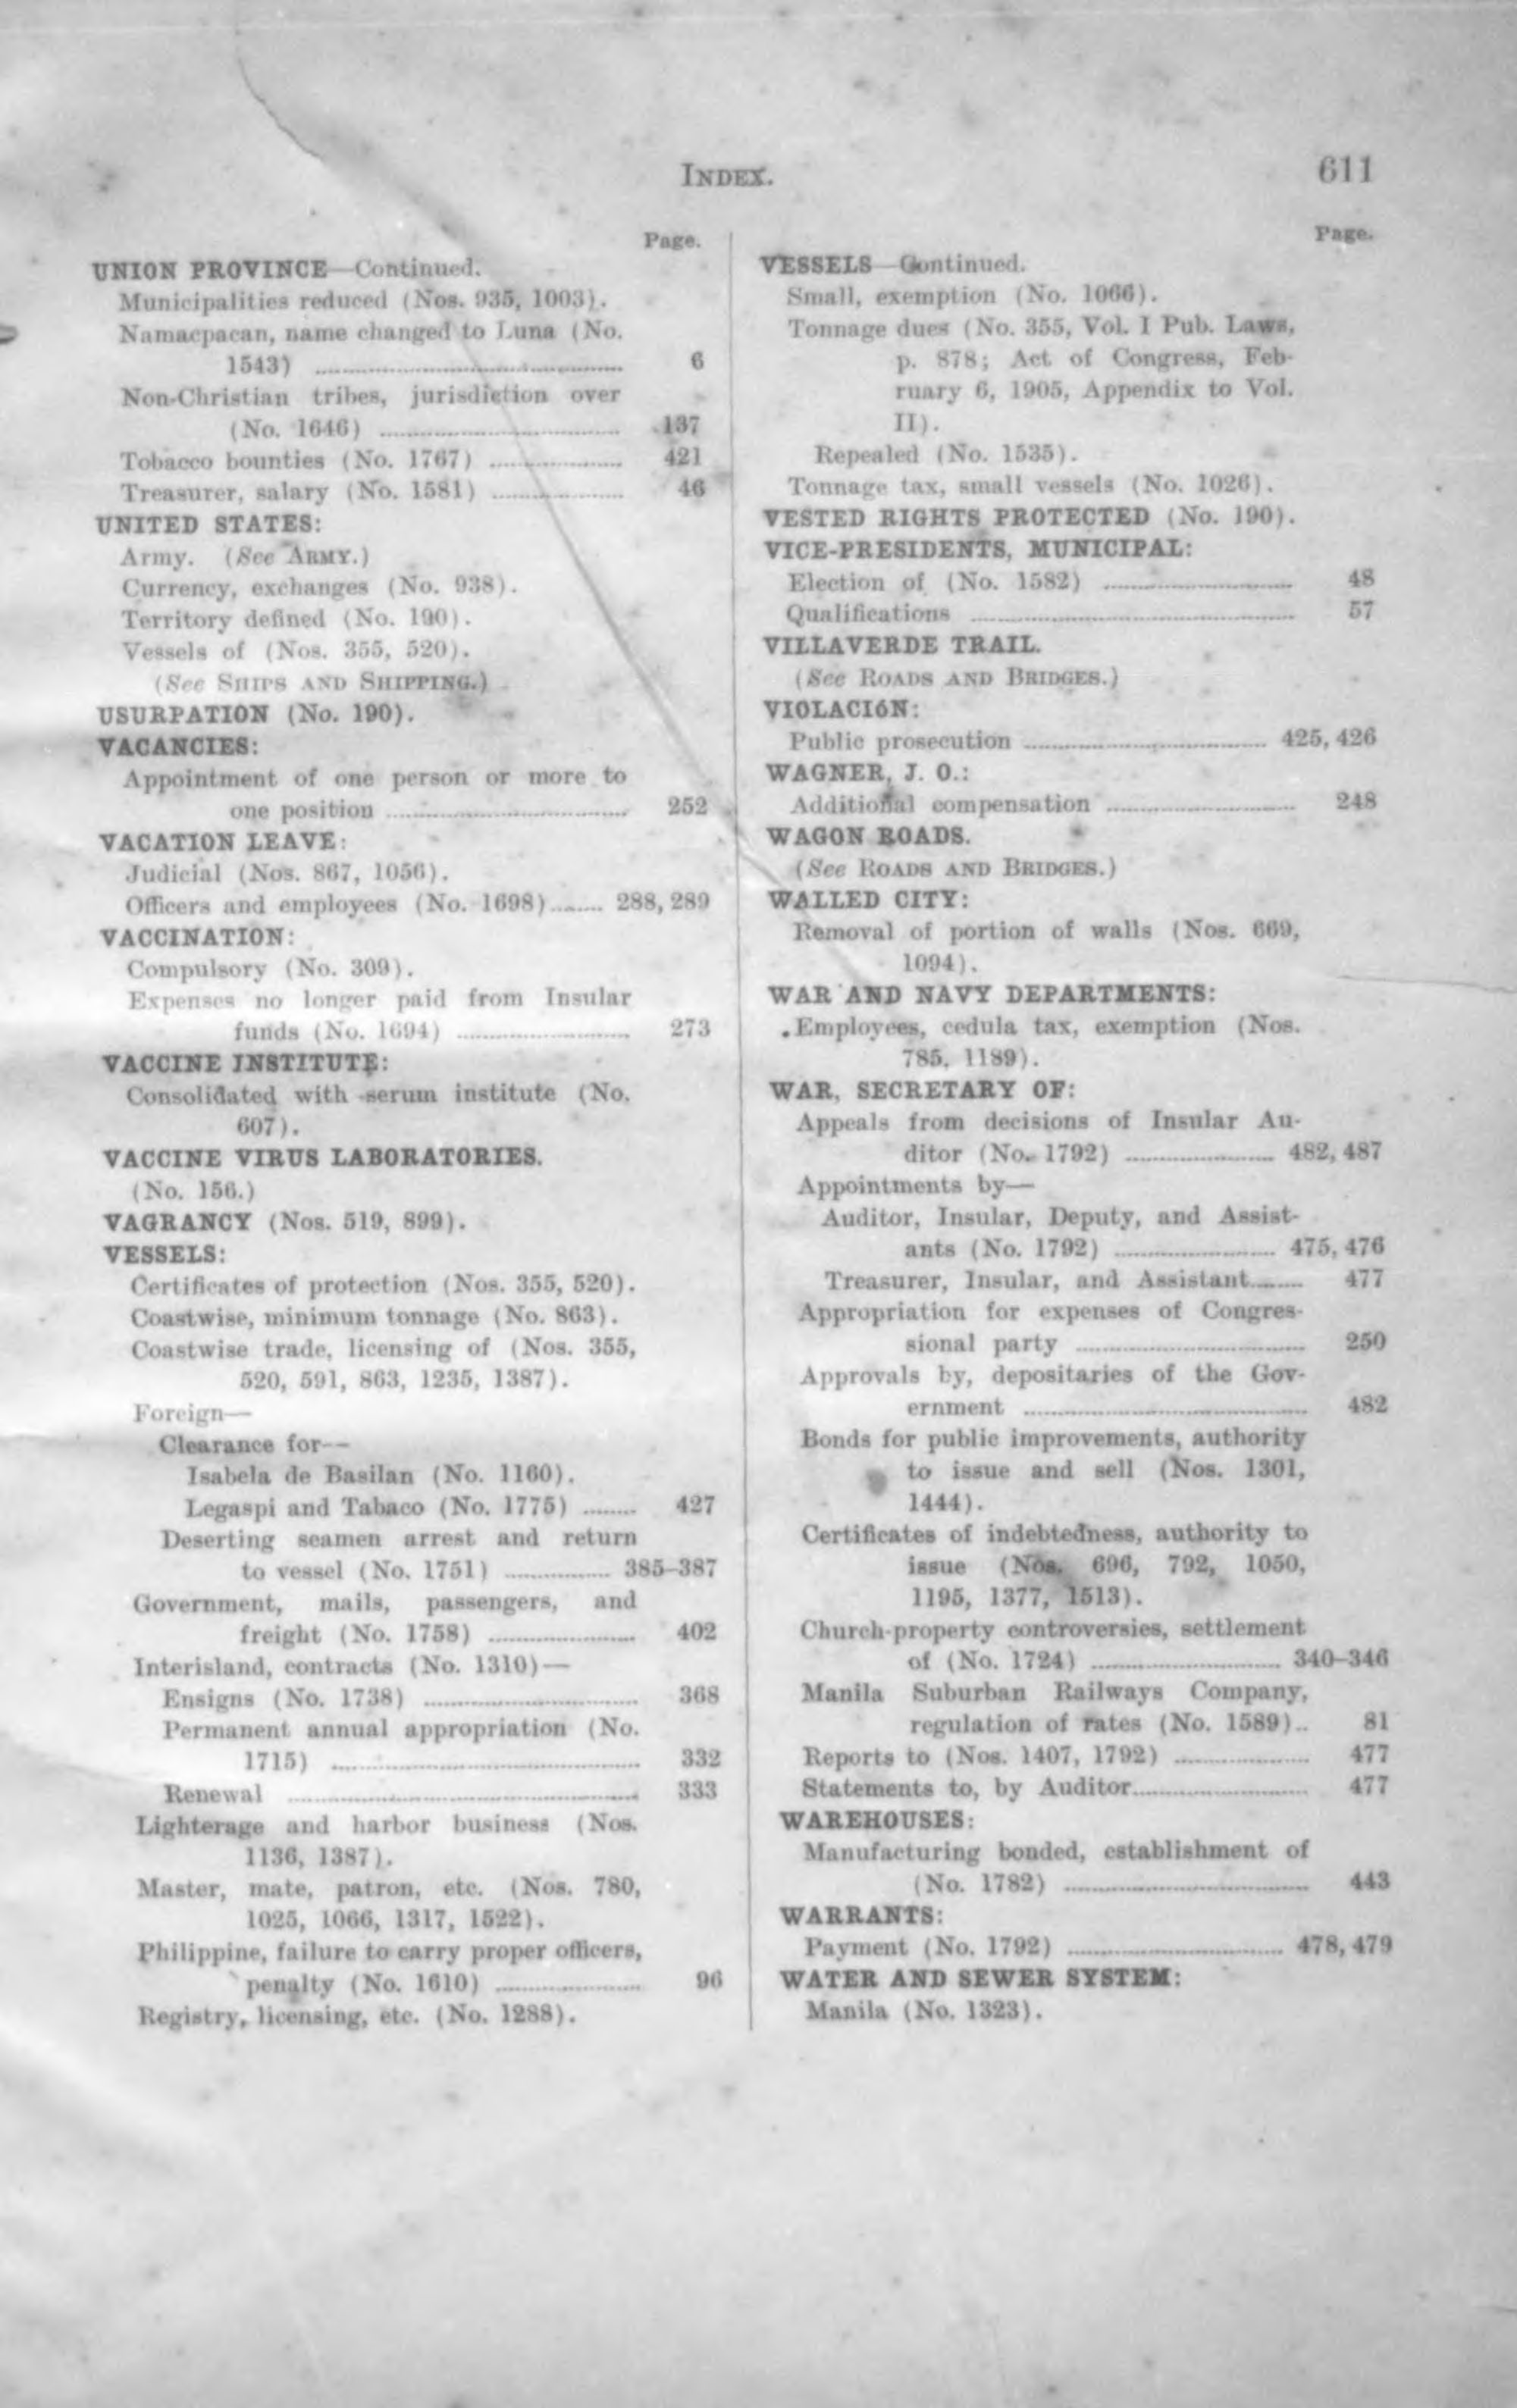 INDEX.
611
Page.
UNION PROVINCE—Continued.
Municipalities reduced (Nos. 935, 1003).
Namacpacan, name changed to Luna (No.
1543) ........ 6
Non-Christian tribes, jurisdiction over
(No. 1646) ........ 137
Tobacco bounties (No. 1767) ........ 421
Treasurer, salary (No. 1581) ........ 46
UNITED STATES:
Army. (See ARMY.)
Currency, exchanges (No. 938).
Territory defined (No. 190).
Vessels of (Nos. 355, 520).
(See SHIPS AND SHIPPING.)
USURPATION (No. 190).
VACANCIES:
Appointment of one person or more to
one position ........ 252
VACATION LEAVE:
Judicial (Nos. 867, 1056).
Officers and employees (No. 1698) ........ 288, 289
VACCINATION:
Compulsory (No. 309).
Expenses no longer paid from Insular
funds (No. 1694) ........ 273
VACCINE INSTITUTE:
Consolidated with serum institute (No.
607).
VACCINE VIRUS LABORATORIES.
(No. 156.)
VAGRANCY (Nos. 519, 899).
VESSELS:
Certificates of protection (Nos. 355, 520).
Coastwise, minimum tonnage (No. 863).
Coastwise trade, licensing of (Nos. 355,
520, 591, 863, 1235, 1387).
Foreign—
Clearance for—
Isabela de Basilan (No. 1160).
Legaspi and Tabaco (No. 1775) ........ 427
Deserting seamen arrest and return
to vessel (No. 1751) ........ 385–387
Government, mails, passengers, and
freight (No. 1758) ........ 402
Interisland, contracts (No. 1310)—
Ensigns (No. 1738) ........ 368
Permanent annual appropriation (No.
1715) ........ 332
Renewal ........ 333
Lighterage and harbor business (Nos.
1136, 1387).
Master, mate, patron, etc. (Nos. 780,
1025, 1066, 1317, 1522).
Philippine, failure to carry proper officers,
penalty (No. 1610) ........ 96
Registry, licensing, etc. (No. 1288).
Page.
VESSELS—Continued.
Small, exemption (No. 1066).
Tonnage dues (No. 355, Vol. I Pub. Laws,
p. 878; Act of Congress, Feb-
ruary 6, 1905, Appendix to Vol.
II).
Repealed (No. 1535).
Tonnage tax, small vessels (No. 1026).
VESTED RIGHTS PROTECTED (No. 190).
VICE-PRESIDENTS, MUNICIPAL:
Election of (No. 1582) ........ 48
Qualifications ........ 57
VILLAVERDE TRAIL.
(See ROADS AND BRIDGES.)
VIOLACIÓN:
Public prosecution ........ 425, 426
WAGNER, J. O.:
Additional compensation ........ 248
WAGON ROADS.
(See ROADS AND BRIDGES.)
WALLED CITY:
Removal of portion of walls (Nos. 669,
1094).
WAR AND NAVY DEPARTMENTS:
Employees, cedula tax, exemption (Nos.
785, 1189).
WAR, SECRETARY OF:
Appeals from decisions of Insular Au-
ditor (No. 1792) ........ 482, 487
Appointments by—
Auditor, Insular, Deputy, and Assist-
ants (No. 1792) ........ 475, 476
Treasurer, Insular, and Assistant ........ 477
Appropriation for expenses of Congres-
sional party ........ 250
Approvals by, depositaries of the Gov-
ernment ........ 482
Bonds for public improvements, authority
to issue and sell (Nos. 1301,
1444).
Certificates of indebtedness, authority to
issue (Nos. 696, 792, 1050,
1195, 1377, 1513).
Church-property controversies, settlement
of (No. 1724) ........ 340–346
Manila Suburban Railways Company,
regulation of rates (No. 1589).. 81
Reports to (Nos. 1407, 1792) ........ 477
Statements to, by Auditor ........ 477
WAREHOUSES:
Manufacturing bonded, establishment of
(No. 1782) ........ 443
WARRANTS:
Payment (No. 1792) ........ 478, 479
WATER AND SEWER SYSTEM:
Manila (No. 1323).